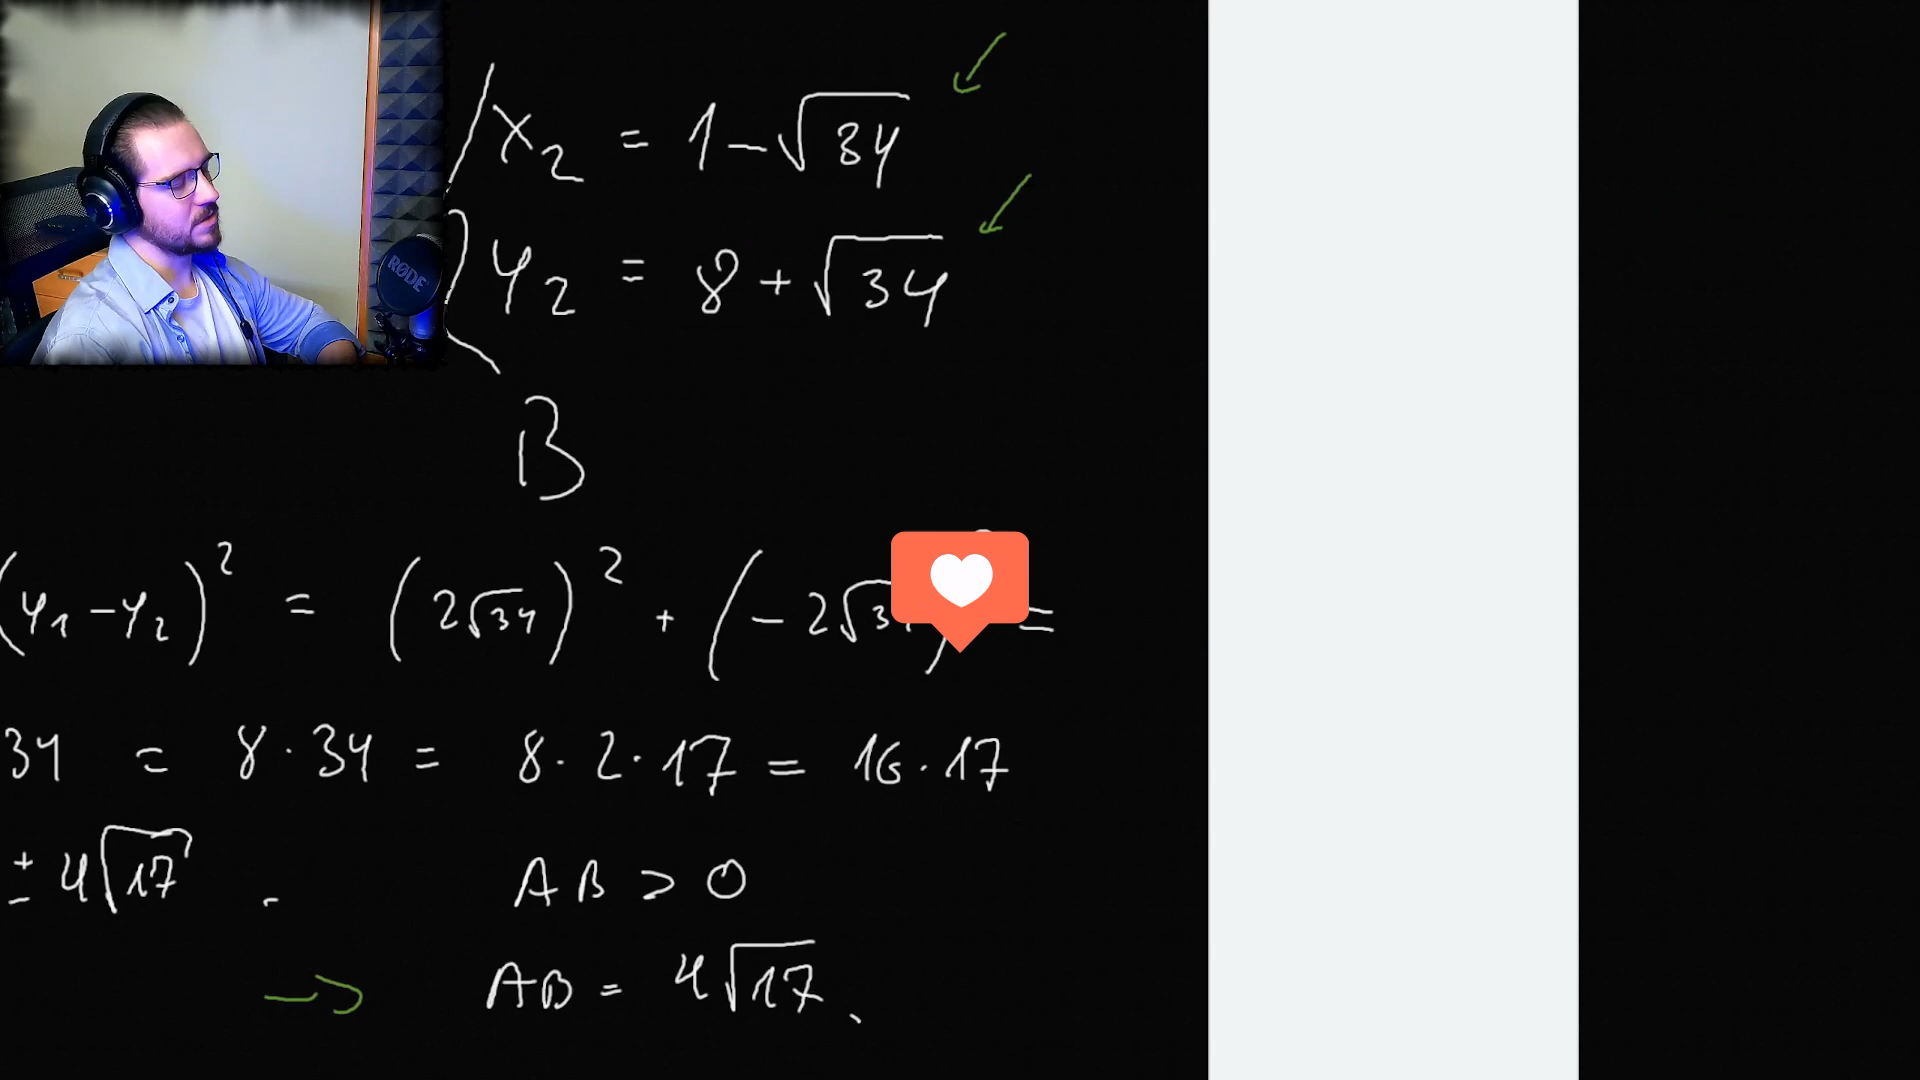 x₂ = 1 - √34
y₂ = 8 + √34
RØDE
B
(y₁ - y₂)² = (2√34)² + (-2√3 ) =
34 = 8 · 34 = 8 · 2 · 17 = 16 · 17
± 4√17 . AB > 0
→ AB = 4√17.